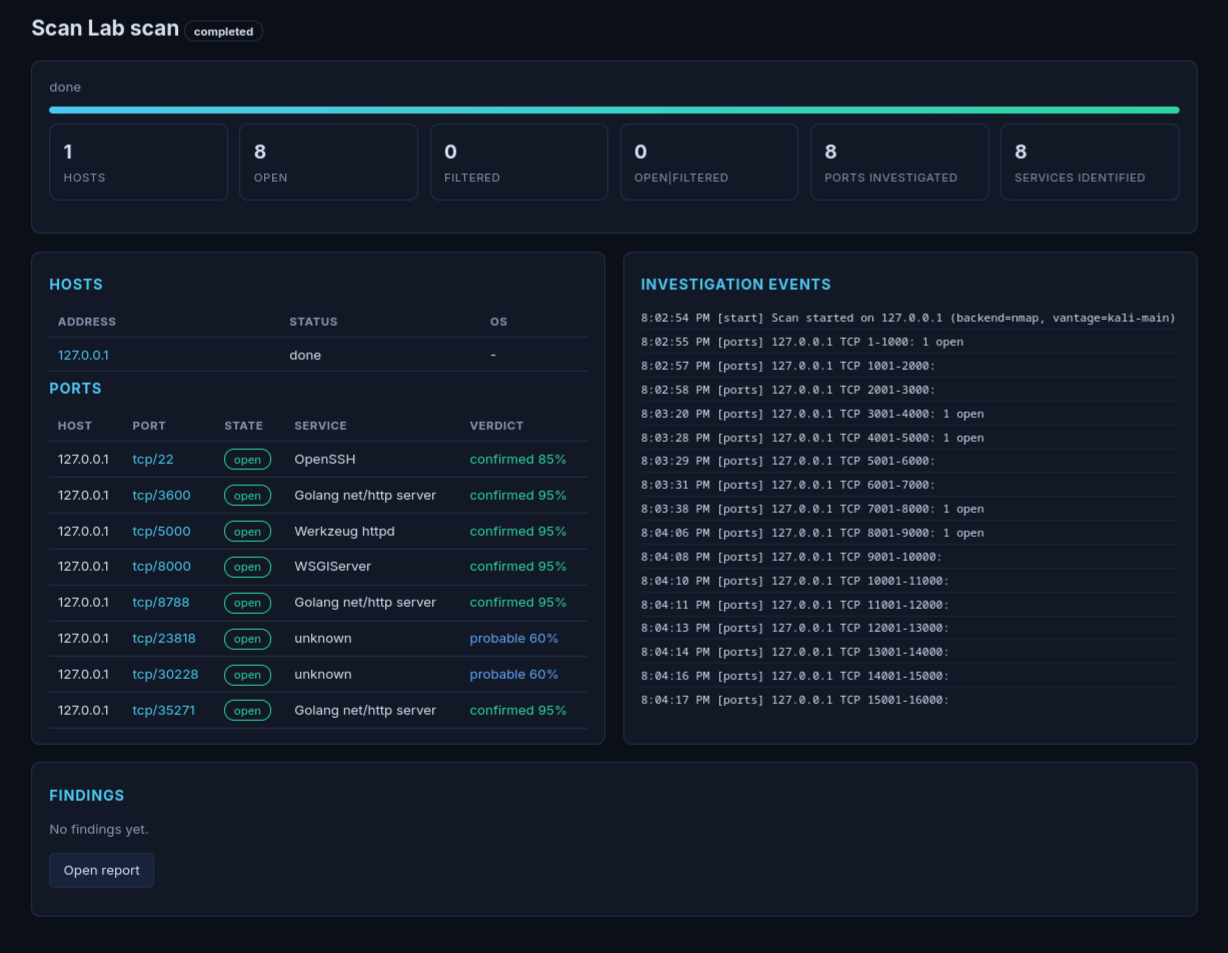 Scan Lab scan completed
done
1
HOSTS
8
OPEN
0
FILTERED
0
OPEN|FILTERED
8
PORTS INVESTIGATED
8
SERVICES IDENTIFIED
HOSTS
ADDRESS STATUS OS
127.0.0.1 done -
PORTS
HOST PORT STATE SERVICE VERDICT
127.0.0.1 tcp/22 open OpenSSH confirmed 85%
127.0.0.1 tcp/3600 open Golang net/http server confirmed 95%
127.0.0.1 tcp/5000 open Werkzeug httpd confirmed 95%
127.0.0.1 tcp/8000 open WSGIServer confirmed 95%
127.0.0.1 tcp/8788 open Golang net/http server confirmed 95%
127.0.0.1 tcp/23818 open unknown probable 60%
127.0.0.1 tcp/30228 open unknown probable 60%
127.0.0.1 tcp/35271 open Golang net/http server confirmed 95%
INVESTIGATION EVENTS
8:02:54 PM [start] Scan started on 127.0.0.1 (backend=nmap, vantage=kali-main)
8:02:55 PM [ports] 127.0.0.1 TCP 1-1000: 1 open
8:02:57 PM [ports] 127.0.0.1 TCP 1001-2000:
8:02:58 PM [ports] 127.0.0.1 TCP 2001-3000:
8:03:20 PM [ports] 127.0.0.1 TCP 3001-4000: 1 open
8:03:28 PM [ports] 127.0.0.1 TCP 4001-5000: 1 open
8:03:29 PM [ports] 127.0.0.1 TCP 5001-6000:
8:03:31 PM [ports] 127.0.0.1 TCP 6001-7000:
8:03:38 PM [ports] 127.0.0.1 TCP 7001-8000: 1 open
8:04:06 PM [ports] 127.0.0.1 TCP 8001-9000: 1 open
8:04:08 PM [ports] 127.0.0.1 TCP 9001-10000:
8:04:10 PM [ports] 127.0.0.1 TCP 10001-11000:
8:04:11 PM [ports] 127.0.0.1 TCP 11001-12000:
8:04:13 PM [ports] 127.0.0.1 TCP 12001-13000:
8:04:14 PM [ports] 127.0.0.1 TCP 13001-14000:
8:04:16 PM [ports] 127.0.0.1 TCP 14001-15000:
8:04:17 PM [ports] 127.0.0.1 TCP 15001-16000:
FINDINGS
No findings yet.
Open report